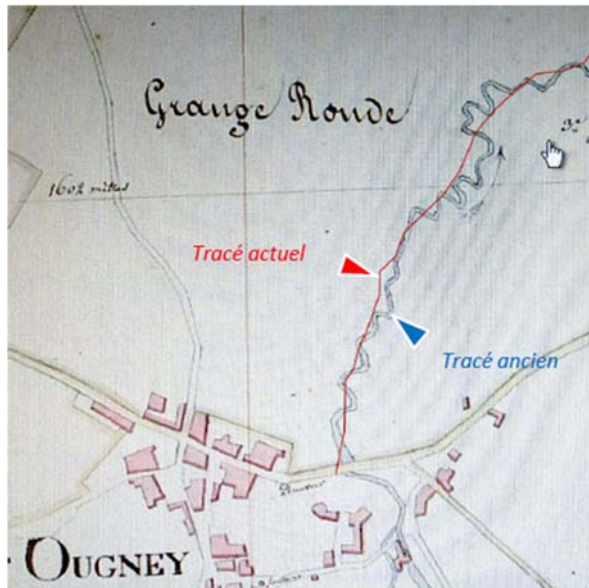 Grange Ronde
1602 mètres
Tracé actuel
Tracé ancien
OUGNEY